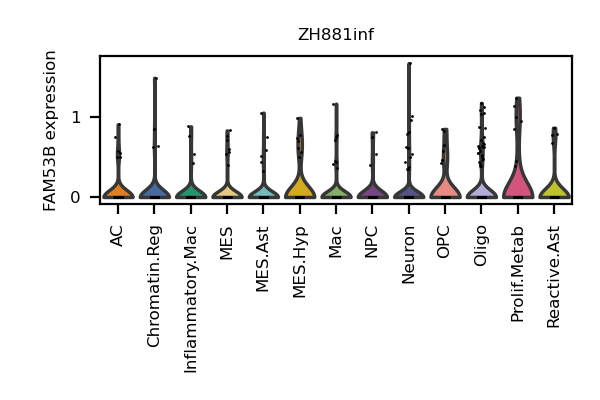 ZH881inf
FAM53B expression
1
0
AC
Chromatin.Reg
Inflammatory.Mac
MES
MES.Ast
MES.Hyp
Mac
NPC
Neuron
OPC
Oligo
Prolif.Metab
Reactive.Ast